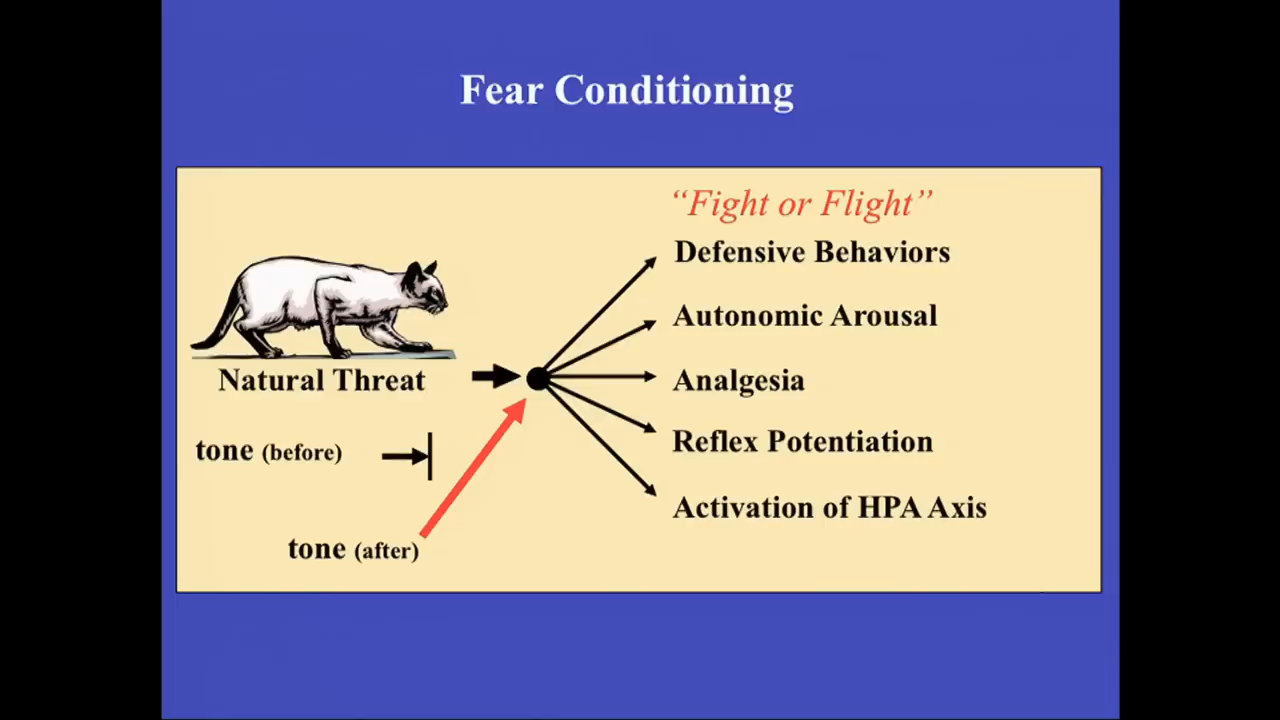 Fear Conditioning
“Fight or Flight”
Defensive Behaviors
Autonomic Arousal
Natural Threat
Analgesia
Reflex Potentiation
tone (before)
Activation of HPA Axis
tone (after)